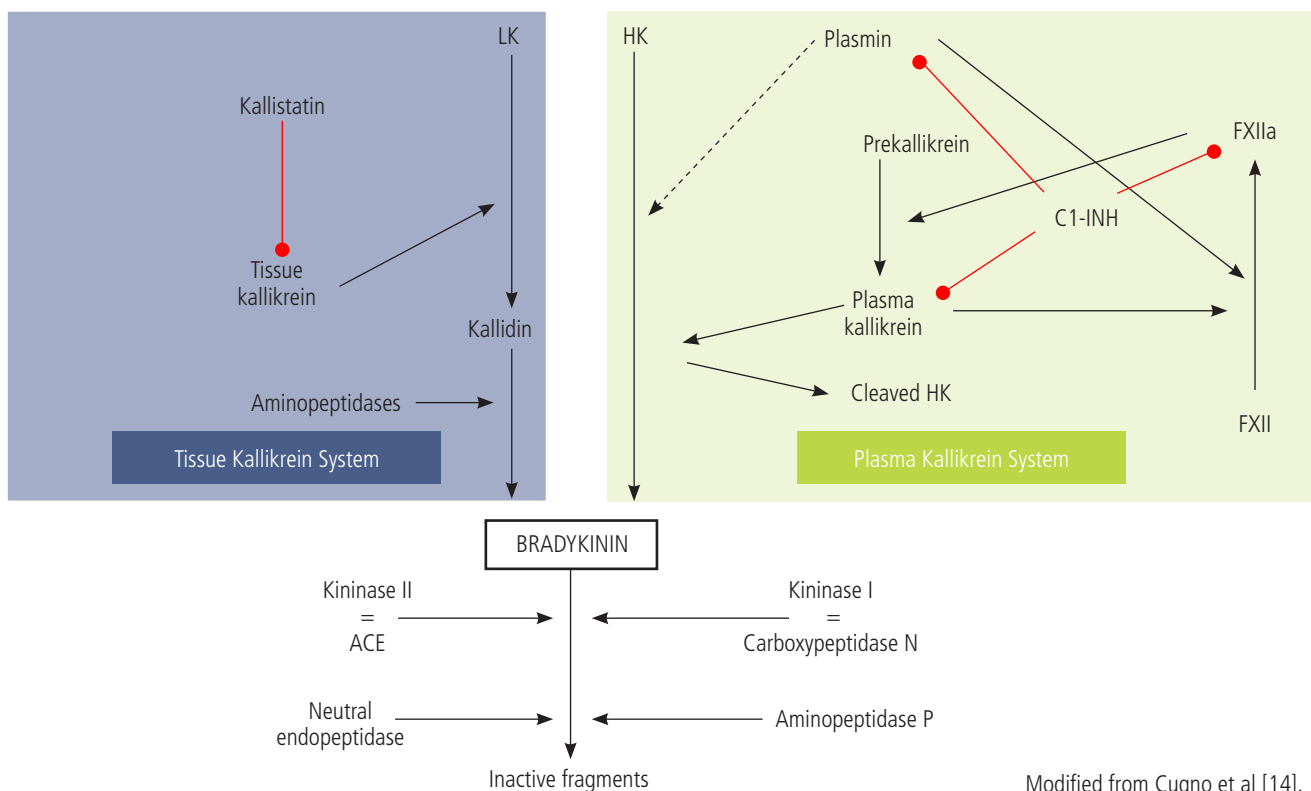 LK
HK
Plasmin
Kallistatin
FXIIa
Prekallikrein
C1-INH
Tissue
kallikrein
Plasma
kallikrein
Kallidin
Cleaved HK
Aminopeptidases
FXII
Tissue Kallikrein System
Plasma Kallikrein System
BRADYKININ
Kininase II
=
ACE
Kininase I
=
Carboxypeptidase N
Neutral
endopeptidase
Aminopeptidase P
Inactive fragments
Modified from Cugno et al [14].